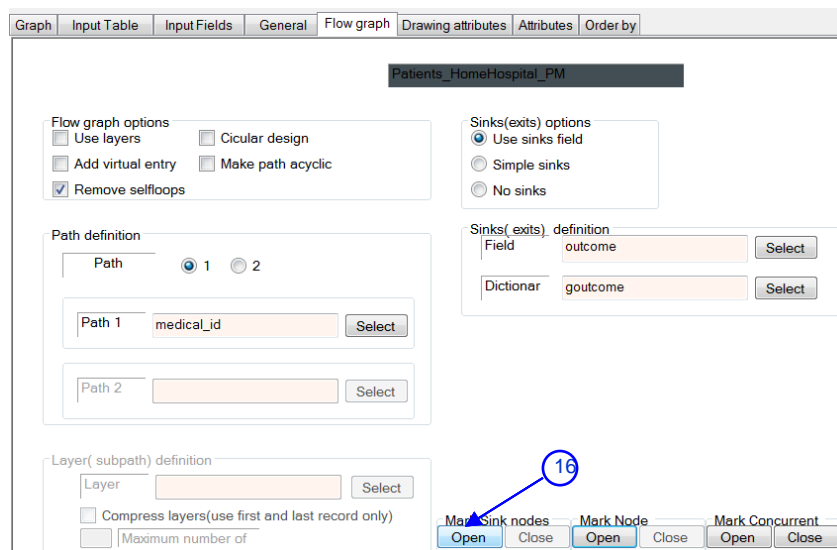 Graph Input Table Input Fields General Flow graph Drawing attributes Attributes Order by
Patients_HomeHospital_PM
Flow graph options
Use layers Cicular design
Add virtual entry Make path acyclic
Remove selfloops
Sinks(exits) options
Use sinks field
Simple sinks
No sinks
Path definition
Path 1 2
Path 1 medical_id Select
Path 2 Select
Sinks( exits) definition
Field outcome Select
Dictionar goutcome Select
Layer( subpath) definition
Layer Select
Compress layers(use first and last record only)
Maximum number of
16
Mark Sink nodes Mark Node Mark Concurrent
Open Close Open Close Open Close